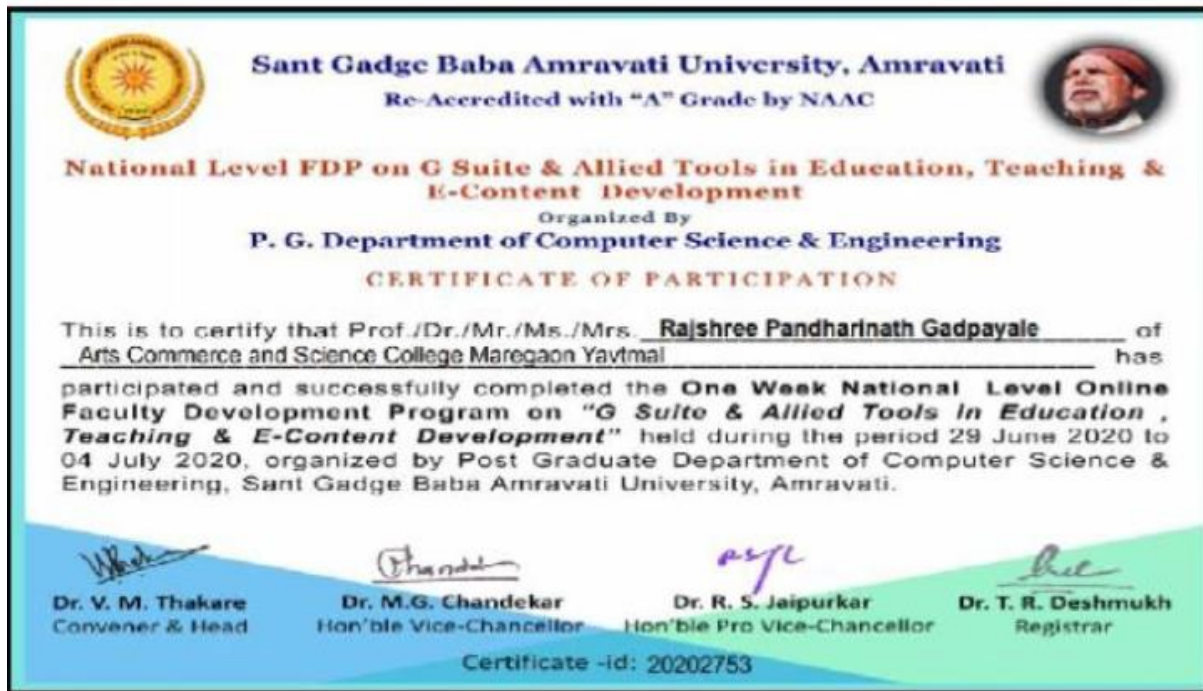 Sant Gadge Baba Amravati University, Amravati
Re-Accredited with "A" Grade by NAAC
National Level FDP on G Suite & Allied Tools in Education, Teaching &
E-Content Development
Organized By
P. G. Department of Computer Science & Engineering
CERTIFICATE OF PARTICIPATION
This is to certify that Prof./Dr./Mr./Ms./Mrs. Rajshree Pandharinath Gadpayale of
Arts Commerce and Science College Maregaon Yavtmal has
participated and successfully completed the One Week National Level Online
Faculty Development Program on "G Suite & Allied Tools in Education ,
Teaching & E-Content Development" held during the period 29 June 2020 to
04 July 2020, organized by Post Graduate Department of Computer Science &
Engineering, Sant Gadge Baba Amravati University, Amravati.
Dr. V. M. Thakare Dr. M.G. Chandekar Dr. R. S. Jaipurkar Dr. T. R. Deshmukh
Convener & Head Hon'ble Vice-Chancellor Hon'ble Pro Vice-Chancellor Registrar
Certificate -id: 20202753